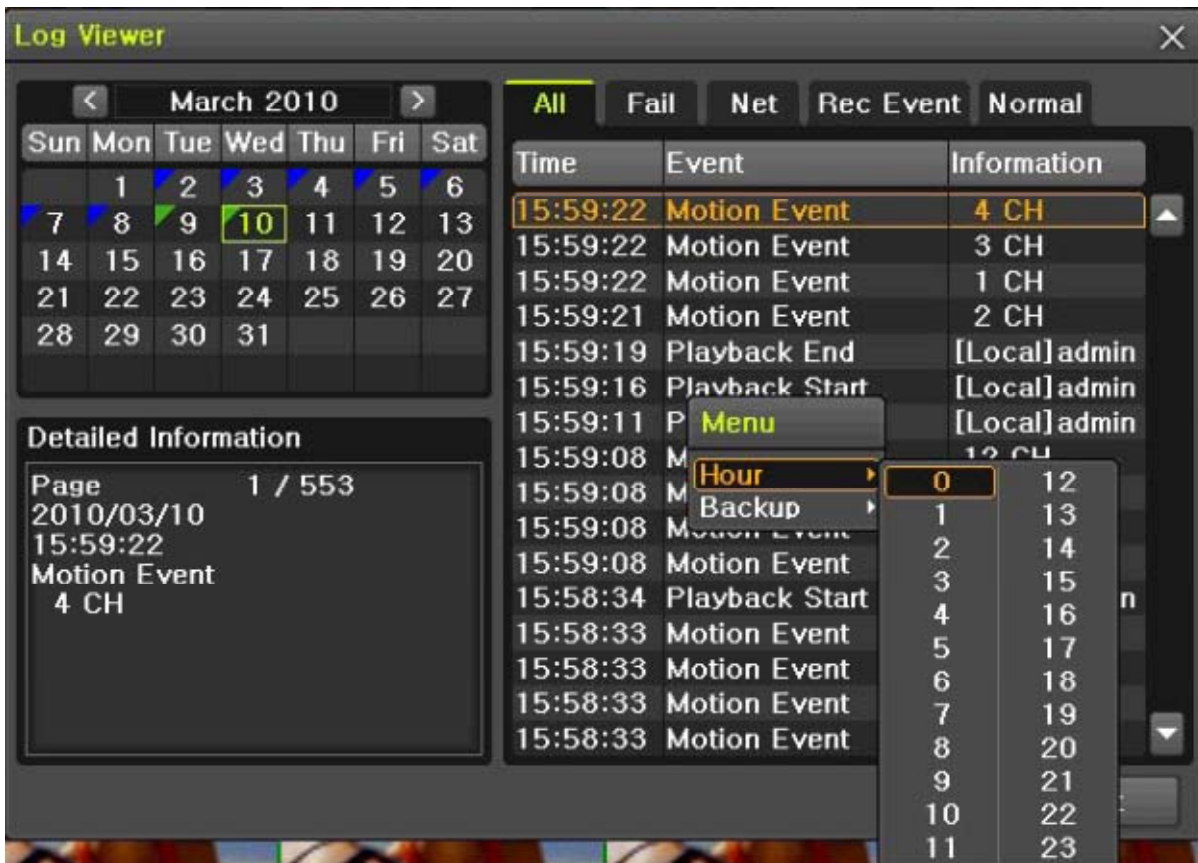 Log Viewer
March 2010
Sun Mon Tue Wed Thu Fri Sat
1 2 3 4 5 6
7 8 9 10 11 12 13
14 15 16 17 18 19 20
21 22 23 24 25 26 27
28 29 30 31
Detailed Information
Page 1 / 553
2010/03/10
15:59:22
Motion Event
4 CH
All Fail Net Rec Event Normal
Time Event Information
15:59:22 Motion Event 4 CH
15:59:22 Motion Event 3 CH
15:59:22 Motion Event 1 CH
15:59:21 Motion Event 2 CH
15:59:19 Playback End [Local]admin
15:59:16 Playback Start [Local]admin
15:59:11 P [Local]admin
15:59:08 M 12 CH
15:59:08 M
15:59:08 Motion Event
15:59:08 Motion Event
15:58:34 Playback Start n
15:58:33 Motion Event
15:58:33 Motion Event
15:58:33 Motion Event
15:58:33 Motion Event
Menu
Hour
Backup
0 12
1 13
2 14
3 15
4 16
5 17
6 18
7 19
8 20
9 21
10 22
11 23